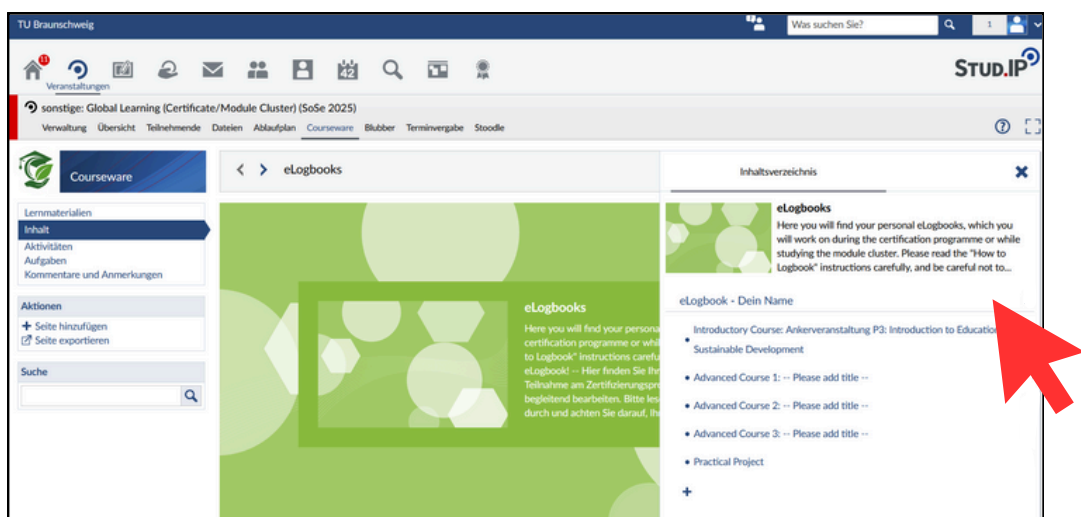 TU Braunschweig
Was suchen Sie?
1
11
42
Veranstaltungen
STUD.IP
sonstige: Global Learning (Certificate/Module Cluster) (SoSe 2025)
Verwaltung Übersicht Teilnehmende Dateien Ablaufplan Courseware Blubber Terminvergabe Stoodle
Courseware
Lernmaterialien
Inhalt
Aktivitäten
Aufgaben
Kommentare und Anmerkungen
Aktionen
Seite hinzufügen
Seite exportieren
Suche
eLogbooks
eLogbooks
Here you will find your persona
certification programme or whil
to Logbook" instructions carefu
eLogbook! -- Hier finden Sie Ihr
Teilnahme am Zertifizierungspr
begleitend bearbeiten. Bitte les
durch und achten Sie darauf, Ih
Inhaltsverzeichnis
eLogbooks
Here you will find your personal eLogbooks, which you
will work on during the certification programme or while
studying the module cluster. Please read the "How to
Logbook" instructions carefully, and be careful not to...
eLogbook - Dein Name
Introductory Course: Ankerveranstaltung P3: Introduction to Education
Sustainable Development
Advanced Course 1: -- Please add title --
Advanced Course 2: -- Please add title --
Advanced Course 3: -- Please add title --
Practical Project